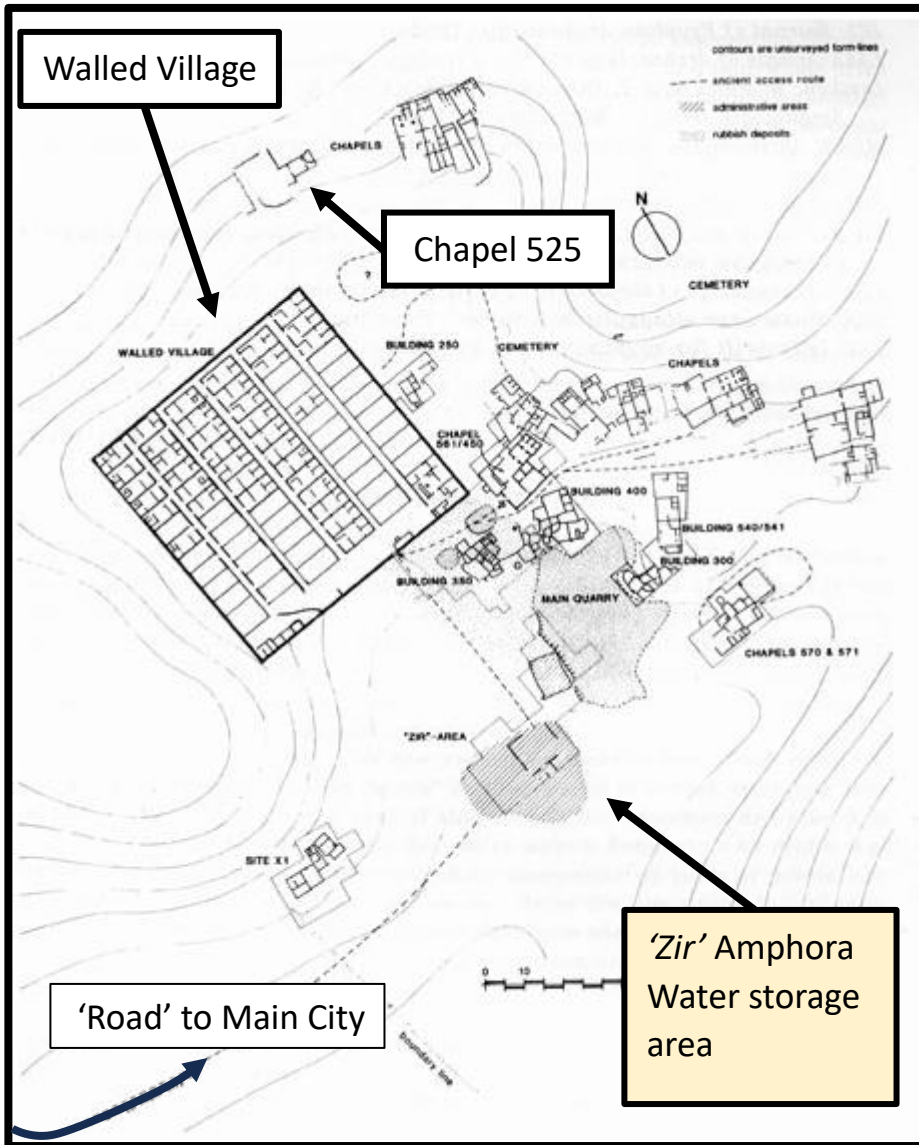 Walled Village
contours are unsurveyed form-lines
ancient access route
administrative areas
rubbish deposits
CHAPELS
N
Chapel 525
CEMETERY
?
WALLED VILLAGE
BUILDING 250
CEMETERY
CHAPELS
CHAPEL
561/450
BUILDING 400
BUILDING 540/541
BUILDING 300
BUILDING 350
MAIN QUARRY
CHAPELS 570 & 571
"ZIR"-AREA
SITE X1
'Zir' Amphora
Water storage
area
0 10
'Road' to Main City
boundary line